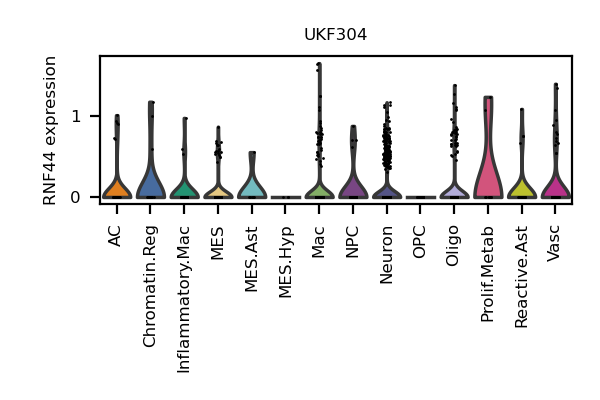 UKF304
RNF44 expression
1
0
AC
Chromatin.Reg
Inflammatory.Mac
MES
MES.Ast
MES.Hyp
Mac
NPC
Neuron
OPC
Oligo
Prolif.Metab
Reactive.Ast
Vasc